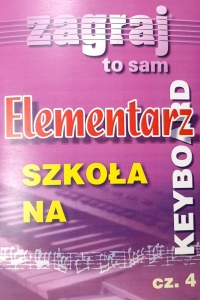 zagraj
to sam
Elementarz
SZKOŁA
NA
KEYBOARD
cz. 4